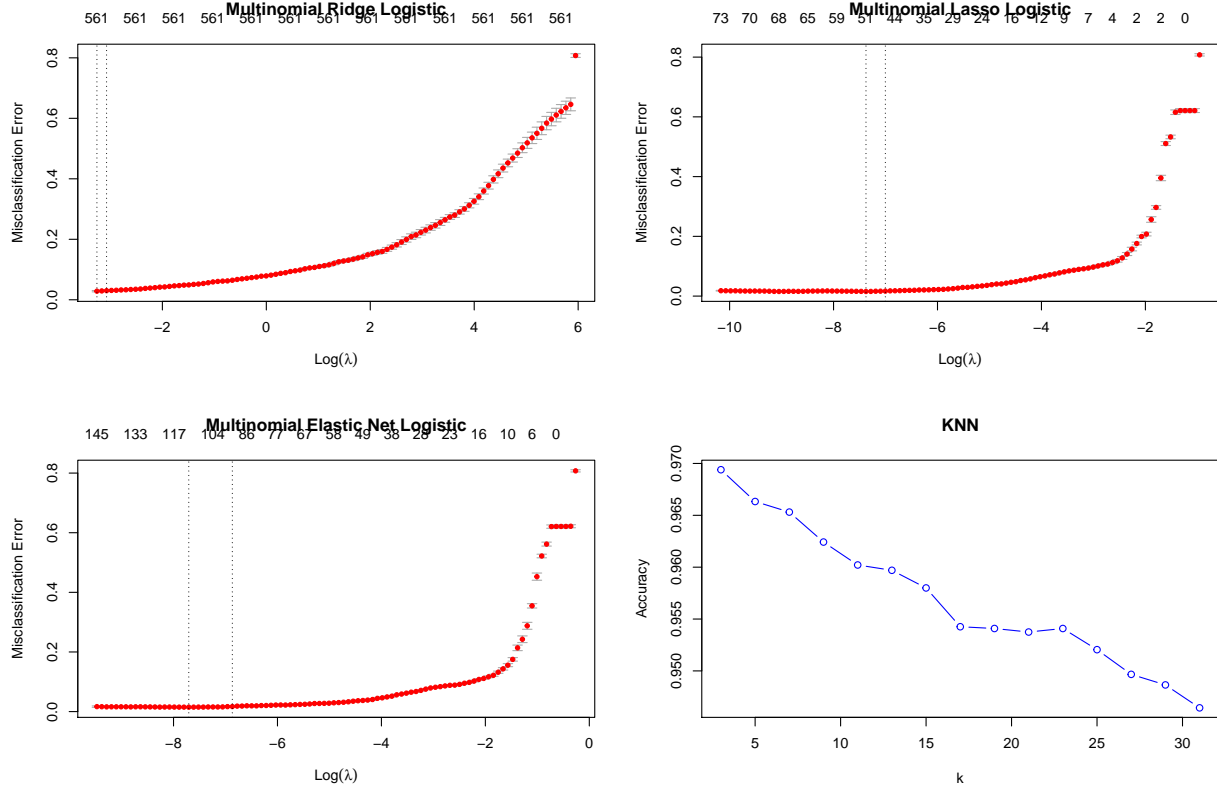 Multinomial Ridge Logistic
561 561 561 561 561 561 561 561 561 561 561 561 561
Misclassification Error
0.8
0.6
0.4
0.2
0.0
−2 0 2 4 6
Log(λ)
Multinomial Lasso Logistic
73 70 68 65 59 51 44 35 29 24 16 12 9 7 4 2 2 0
Misclassification Error
0.8
0.6
0.4
0.2
0.0
−10 −8 −6 −4 −2
Log(λ)
Multinomial Elastic Net Logistic
145 133 117 104 86 77 67 58 49 38 28 23 16 10 6 0
Misclassification Error
0.8
0.6
0.4
0.2
0.0
−8 −6 −4 −2 0
Log(λ)
KNN
Accuracy
0.970
0.965
0.960
0.955
0.950
5 10 15 20 25 30
k